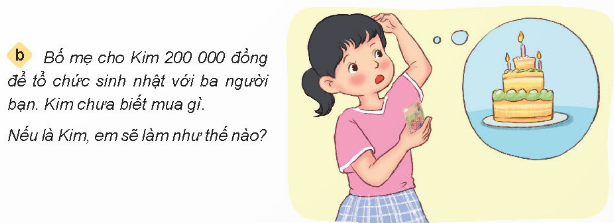 b Bố mẹ cho Kim 200 000 đồng
để tổ chức sinh nhật với ba người
bạn. Kim chưa biết mua gì.
Nếu là Kim, em sẽ làm như thế nào?